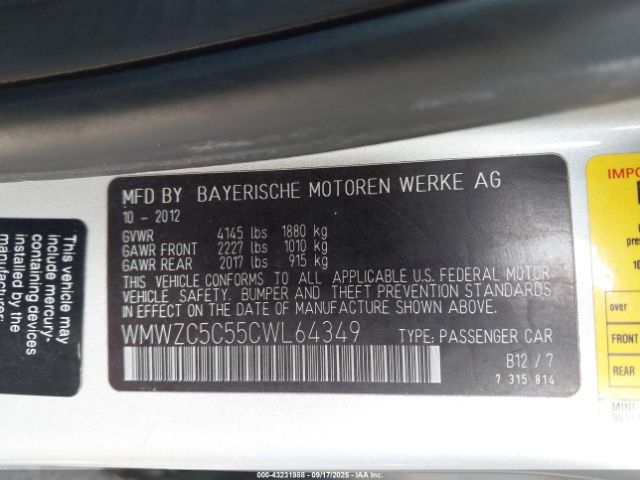 This vehicle may
include mercury-
containing devices
installed by the
manufacturer:
MFD BY BAYERISCHE MOTOREN WERKE AG
10 - 2012
GVWR 4145 lbs 1880 kg
GAWR FRONT 2227 lbs 1010 kg
GAWR REAR 2017 lbs 915 kg
THIS VEHICLE CONFORMS TO ALL APPLICABLE U.S. FEDERAL MOTOR
VEHICLE SAFETY, BUMPER AND THEFT PREVENTION STANDARDS
IN EFFECT ON THE DATE OF MANUFACTURE SHOWN ABOVE.
WMWZC5C55CWL64349 TYPE: PASSENGER CAR
B12 / 7
7 315 814
over
FRONT
REAR
MINI
© 000-43231988 - 09/17/2025 - IAA Inc.